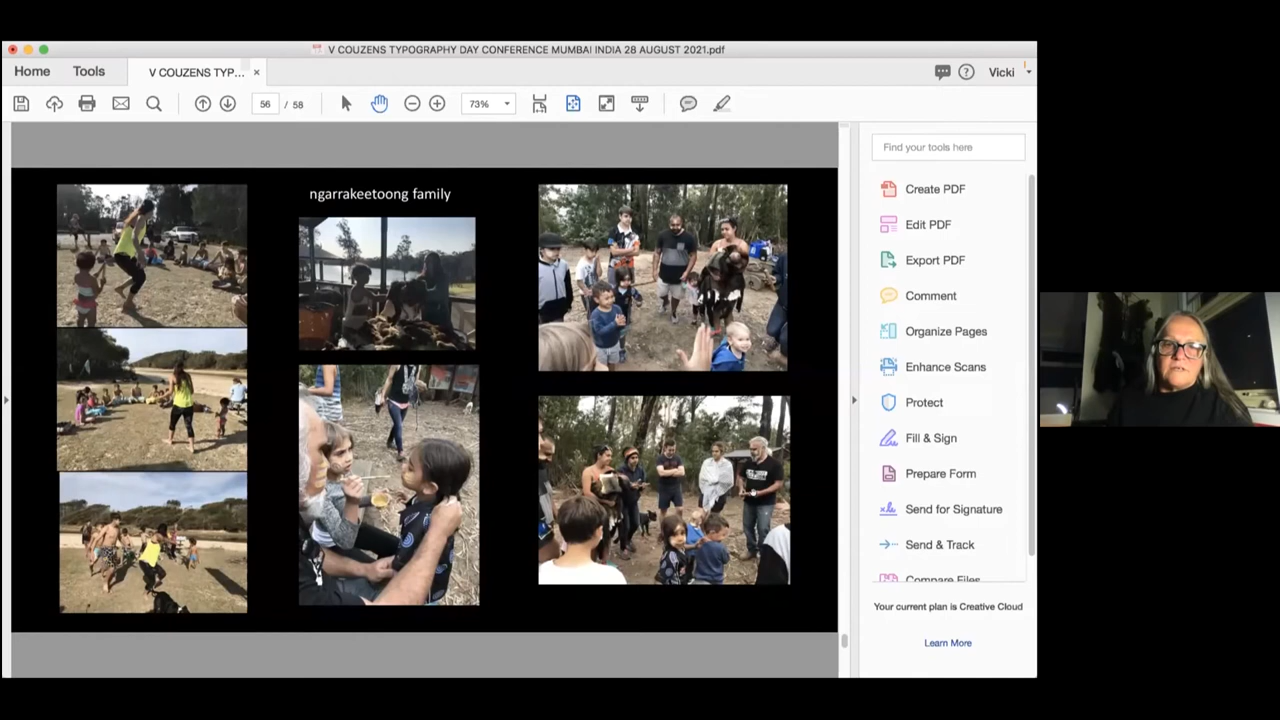 V COUZENS TYPOGRAPHY DAY CONFERENCE MUMBAI INDIA 28 AUGUST 2021.pdf
Home Tools V COUZENS TYP... ×
Vicki
56 / 58 73%
Find your tools here
ngarrakeetoong family
Create PDF
Edit PDF
Export PDF
Comment
Organize Pages
Enhance Scans
Protect
Fill & Sign
Prepare Form
Send for Signature
Send & Track
Compare Files
Your current plan is Creative Cloud
Learn More